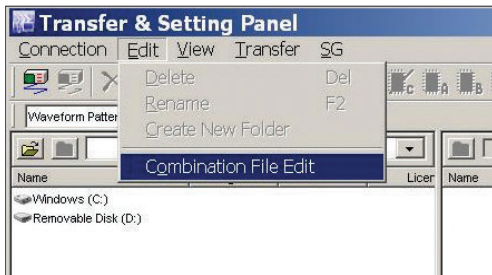 Transfer & Setting Panel
Connection Edit View Transfer SG
Delete Del
Rename F2
Create New Folder
Combination File Edit
C A B
Waveform Patter
Name Licer Name
Windows (C:)
Removable Disk (D:)